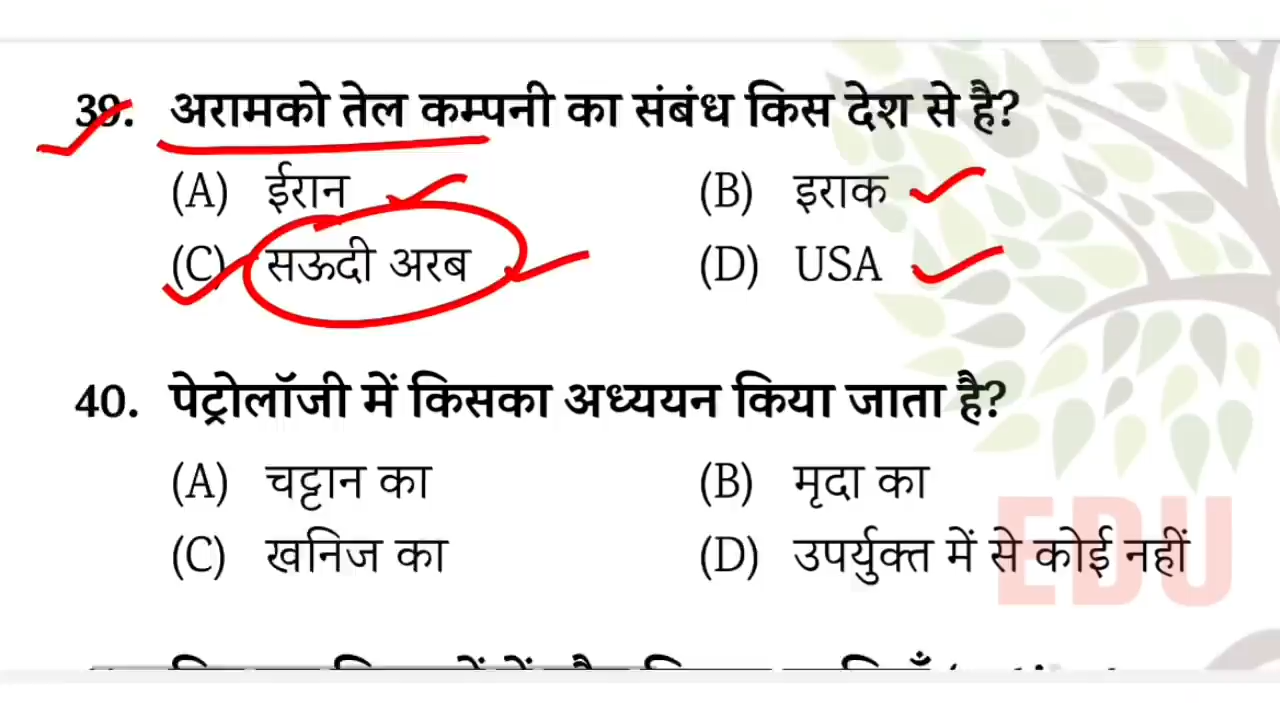 39. अरामको तेल कम्पनी का संबंध किस देश से है?
(A) ईरान (B) इराक
(C) सऊदी अरब (D) USA
40. पेट्रोलॉजी में किसका अध्ययन किया जाता है?
(A) चट्टान का (B) मृदा का
(C) खनिज का (D) उपर्युक्त में से कोई नहीं
EDU